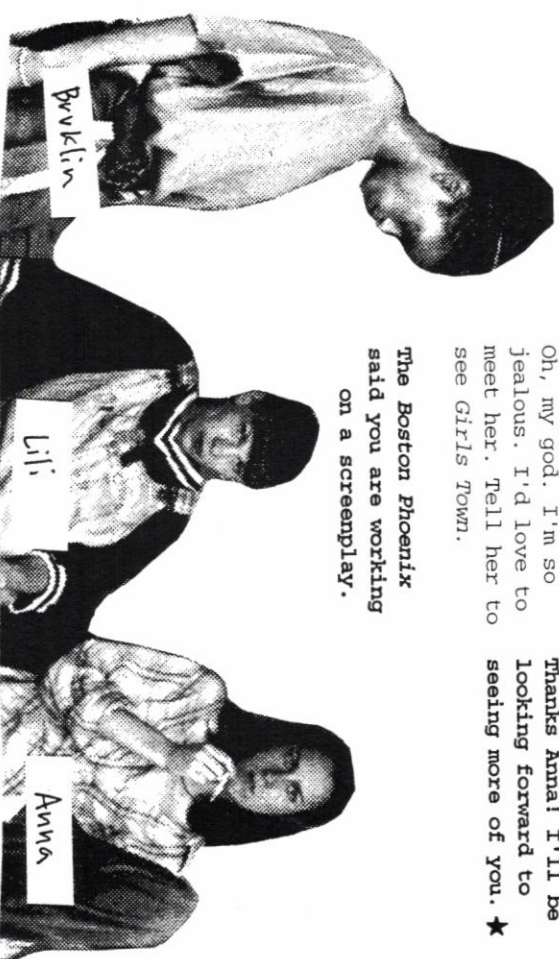 Oh, my god. I'm so
jealous. I'd love to
meet her. Tell her to
see Girls Town.
The Boston Phoenix
said you are working
on a screenplay.
Thanks Anna! I'll be
looking forward to
seeing more of you. ★
Bruklin
Lili
Anna